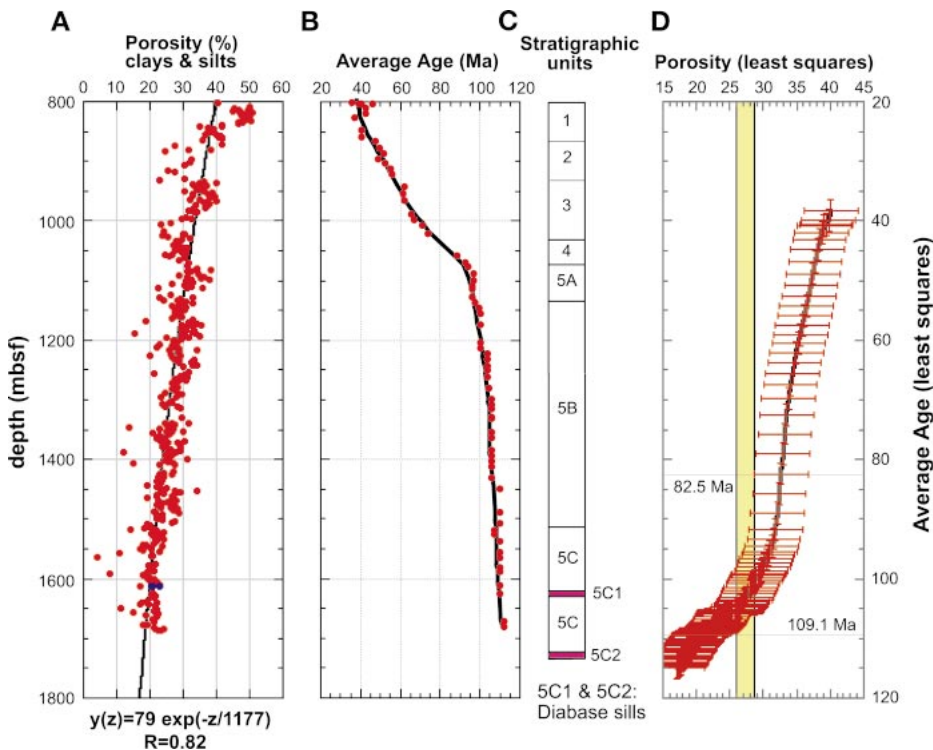 A
Porosity (%)
clays & silts
0 10 20 30 40 50 60
800
1000
1200
1400
1600
1800
depth (mbsf)
y(z)=79 exp(-z/1177)
R=0.82
B
Average Age (Ma)
20 40 60 80 100 120
C
Stratigraphic
units
1
2
3
4
5A
5B
5C
5C1
5C
5C2
5C1 & 5C2:
Diabase sills
D
Porosity (least squares)
15 20 25 30 35 40 45
20
40
60
80
100
120
Average Age (least squares)
82.5 Ma
109.1 Ma